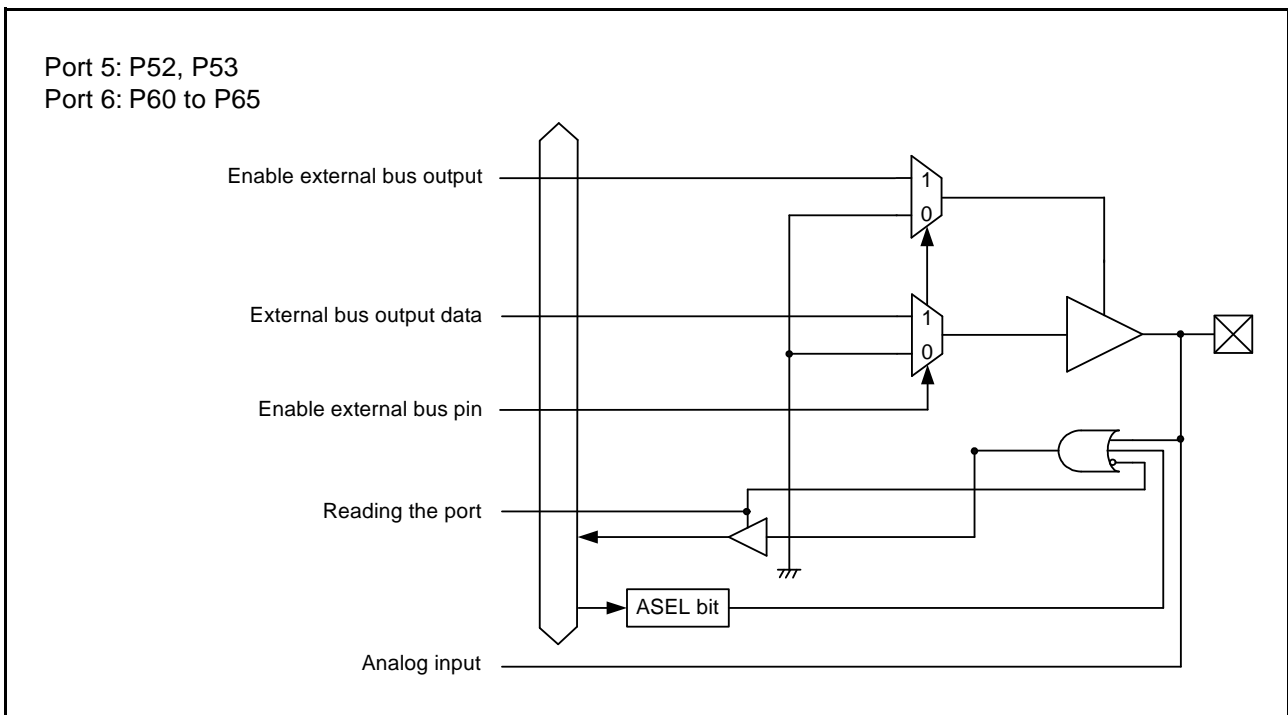 Port 5: P52, P53
Port 6: P60 to P65
Enable external bus output
1
0
External bus output data
1
0
Enable external bus pin
Reading the port
ASEL bit
Analog input